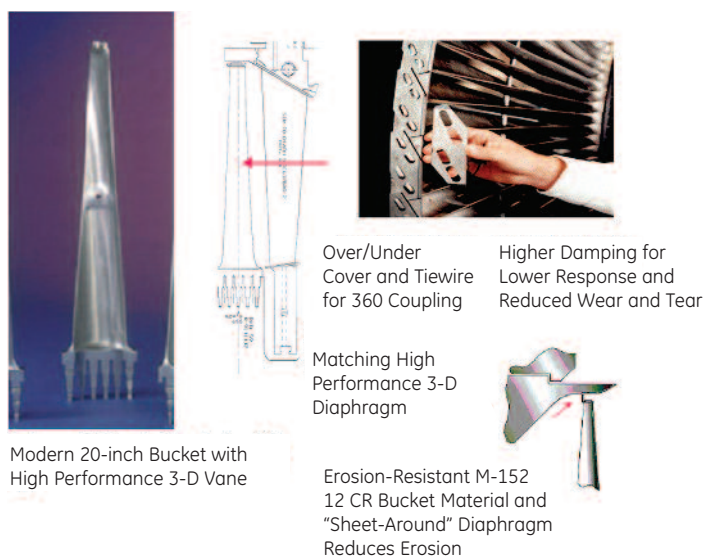 Over/Under
Cover and Tiewire
for 360 Coupling
Higher Damping for
Lower Response and
Reduced Wear and Tear
Matching High
Performance 3-D
Diaphragm
Modern 20-inch Bucket with
High Performance 3-D Vane
Erosion-Resistant M-152
12 CR Bucket Material and
“Sheet-Around” Diaphragm
Reduces Erosion